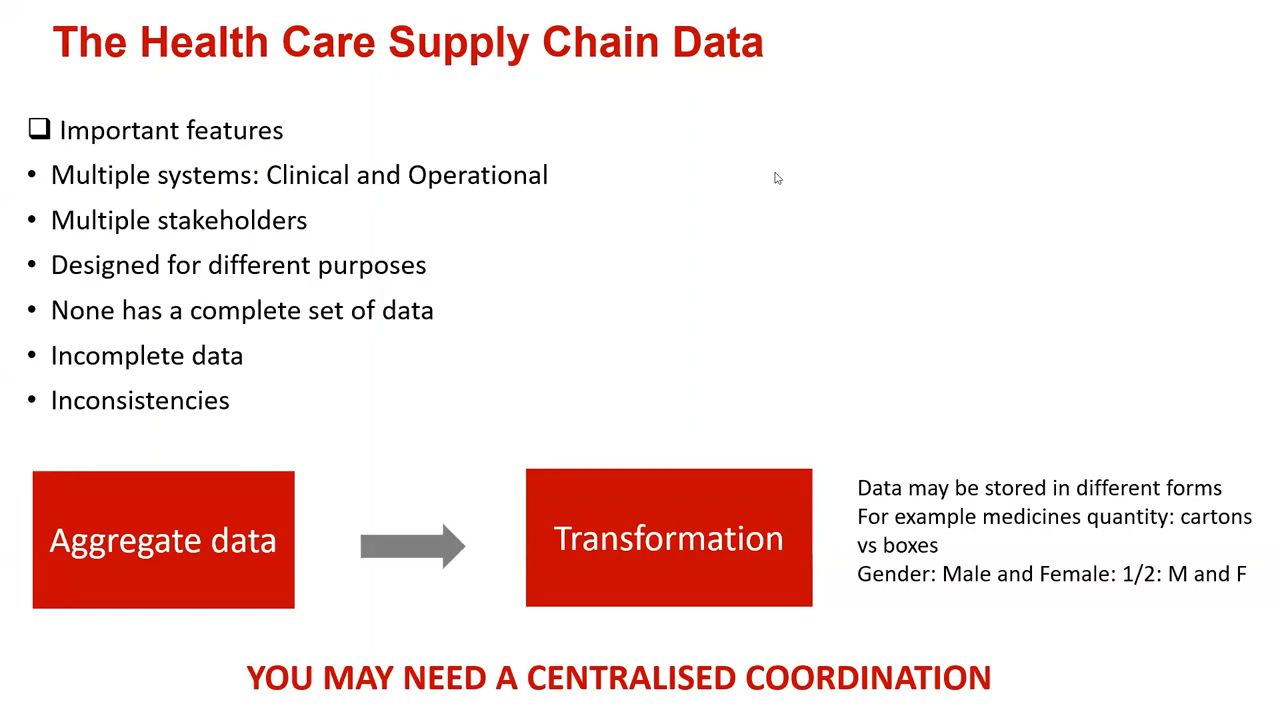 The Health Care Supply Chain Data
❑ Important features
• Multiple systems: Clinical and Operational
• Multiple stakeholders
• Designed for different purposes
• None has a complete set of data
• Incomplete data
• Inconsistencies
Aggregate data
Transformation
Data may be stored in different forms
For example medicines quantity: cartons
vs boxes
Gender: Male and Female: 1/2: M and F
YOU MAY NEED A CENTRALISED COORDINATION